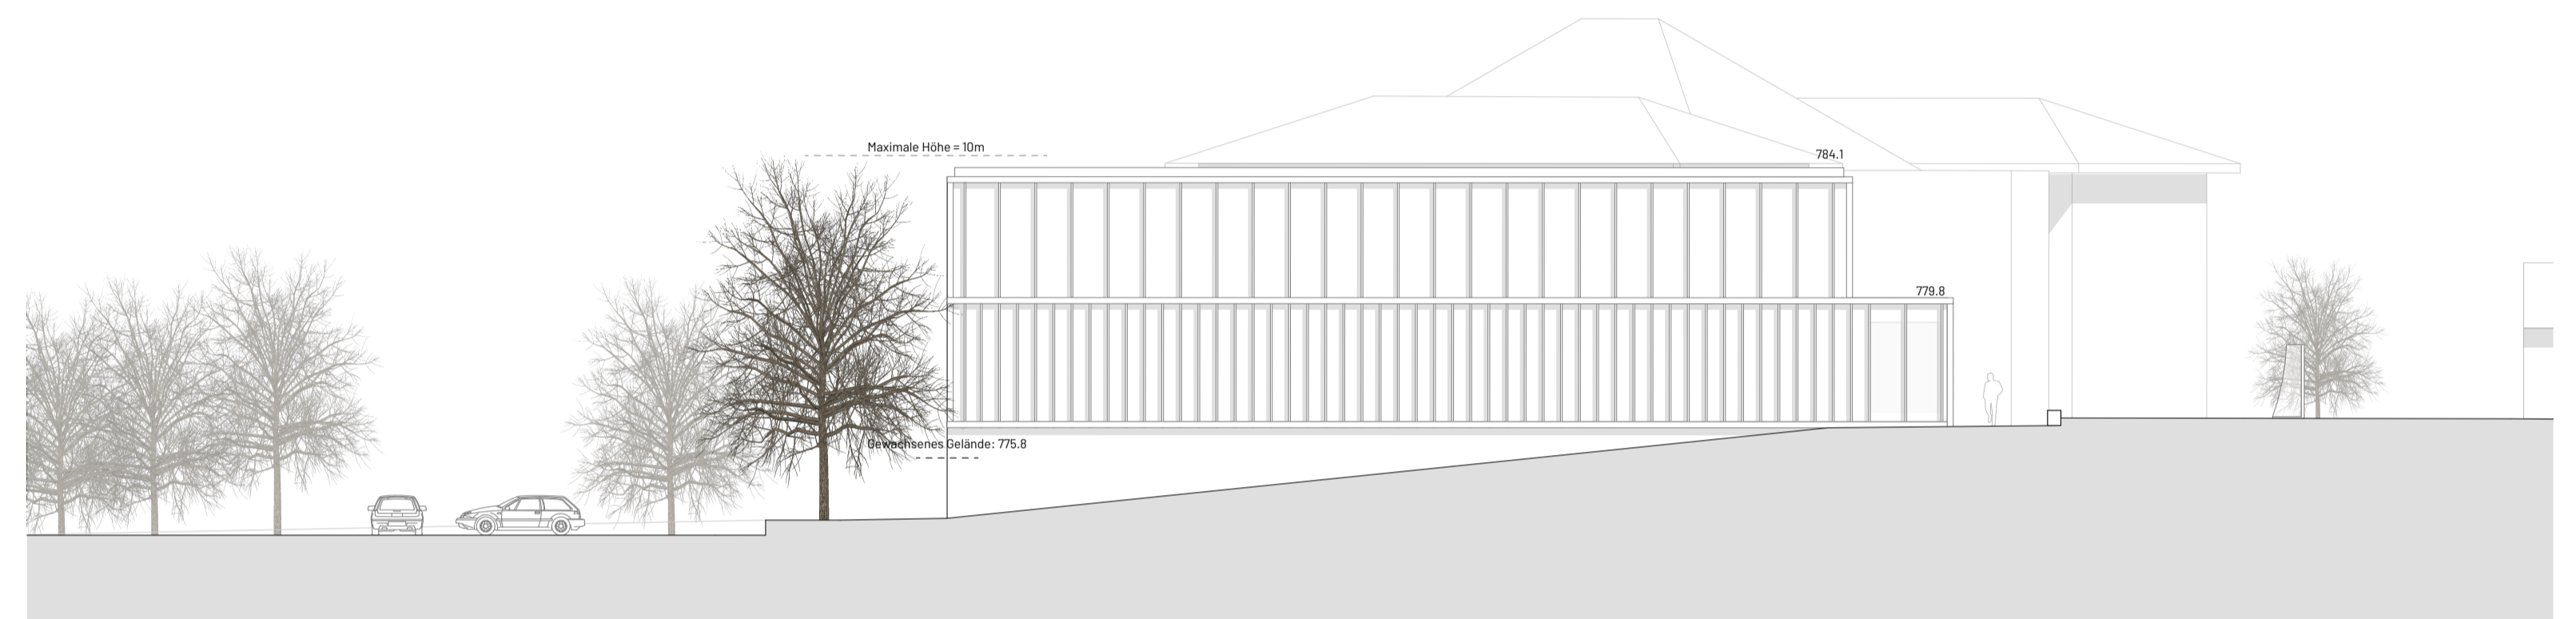 Maximale Höhe = 10m
784.1
779.8
Gewachsenes Gelände: 775.8